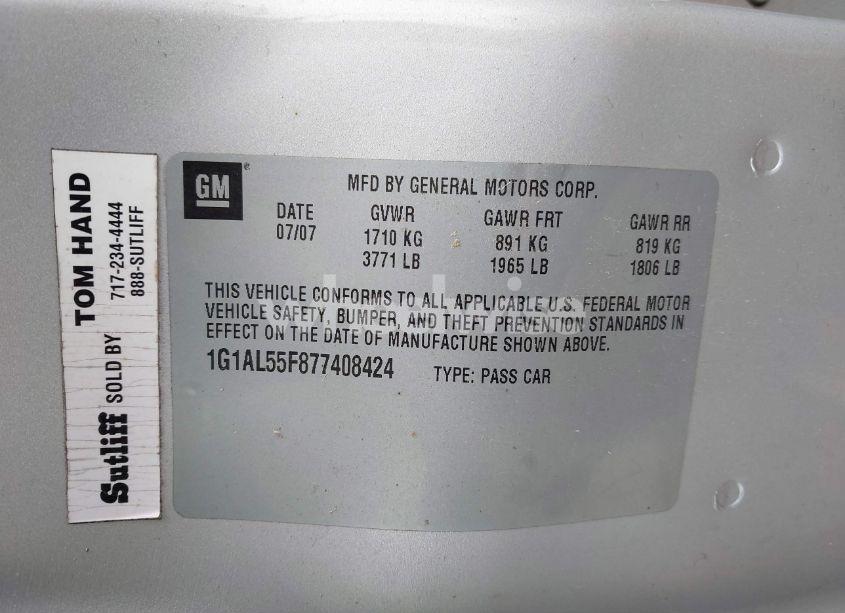 GM
MFD BY GENERAL MOTORS CORP.
DATE GVWR GAWR FRT GAWR RR
07/07 1710 KG 891 KG 819 KG
3771 LB 1965 LB 1806 LB
THIS VEHICLE CONFORMS TO ALL APPLICABLE U.S. FEDERAL MOTOR
VEHICLE SAFETY, BUMPER, AND THEFT PREVENTION STANDARDS IN
EFFECT ON THE DATE OF MANUFACTURE SHOWN ABOVE.
1G1AL55F877408424 TYPE: PASS CAR
Sutliff SOLD BY TOM HAND
717-234-4444
888-SUTLIFF